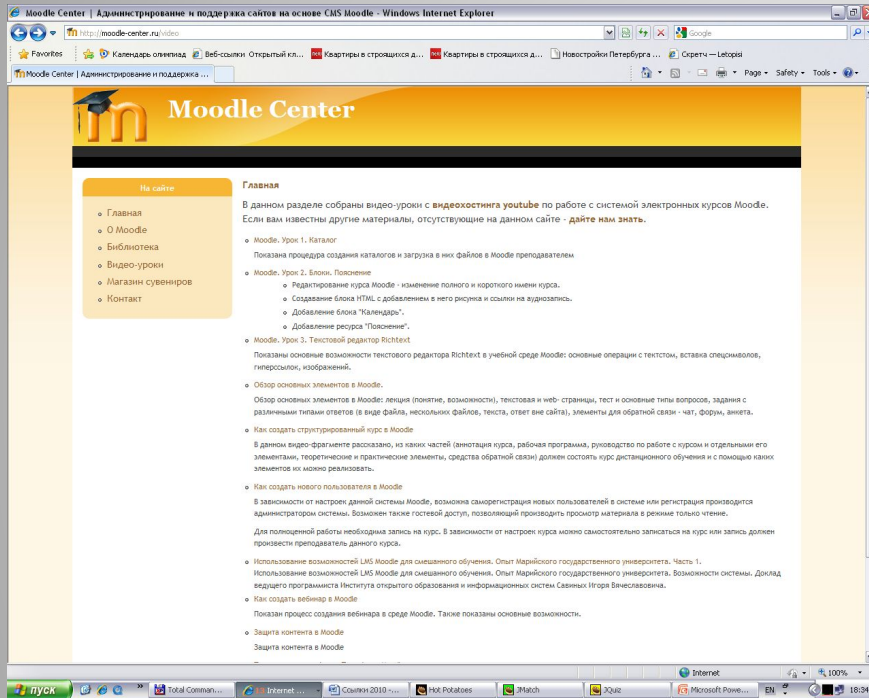 Moodle Center | Администрирование и поддержка сайтов на основе CMS Moodle - Windows Internet Explorer
http://moodle-center.ru/video
Google
Favorites Календарь олимпиад Веб-ссылки Открытый кл... Квартиры в строящихся д... Квартиры в строящихся д... Новостройки Петербурга ... Скретч — Letopisi
Moodle Center | Администрирование и поддержка ...
Page Safety Tools
Moodle Center
На сайте
Главная
О Moodle
Библиотека
Видео-уроки
Магазин сувениров
Контакт
Главная
В данном разделе собраны видео-уроки с видеохостинга youtube по работе с системой электронных курсов Moodle.
Если вам известны другие материалы, отсутствующие на данном сайте - дайте нам знать.
Moodle. Урок 1. Каталог
Показана процедура создания каталогов и загрузка в них файлов в Moodle преподавателем
Moodle. Урок 2. Блоки. Пояснение
Редактирование курса Moodle - изменение полного и короткого имени курса.
Создавание блока HTML с добавлением в него рисунка и ссылки на аудиозапись.
Добавление блока "Календарь".
Добавление ресурса "Пояснение".
Moodle. Урок 3. Текстовой редактор Richtext
Показаны основные возможности текстового редактора Richtext в учебной среде Moodle: основные операции с тектстом, вставка спецсимволов,
гиперссылок, изображений.
Обзор основных элементов в Moodle.
Обзор основных элементов в Moodle: лекция (понятие, возможности), текстовая и web- страницы, тест и основные типы вопросов, задания с
различными типами ответов (в виде файла, нескольких файлов, текста, ответ вне сайта), элементы для обратной связи - чат, форум, анкета.
Как создать структурированный курс в Moodle
В данном видео-фрагменте рассказано, из каких частей (аннотация курса, рабочая программа, руководство по работе с курсом и отдельными его
элементами, теоретические и практические элементы, средства обратной связи) должен состоять курс дистанционного обучения и с помощью каких
элементов их можно реализовать.
Как создать нового пользователя в Moodle
В зависимости от настроек данной системы Moodle, возможна саморегистрация новых пользователей в системе или регистрация производится
администратором системы. Возможен также гостевой доступ, позволяющий производить просмотр материала в режиме только чтение.
Для полноценной работы необходима запись на курс. В зависимости от настроек курса можно самостоятельно записаться на курс или запись должен
произвести преподаватель данного курса.
Использование возможностей LMS Moodle для смешанного обучения. Опыт Марийского государственного университета. Часть 1.
Использование возможностей LMS Moodle для смешанного обучения. Опыт Марийского государственного университета. Возможности системы. Доклад
ведущего программиста Института открытого образования и информационных систем Савиных Игоря Вячеславовича.
Как создать вебинар в Moodle
Показан процесс создания вебинара в среде Moodle. Также показаны основные возможности.
Защита контента в Moodle
Защита контента в Moodle
Internet 100%
пуск Total Comman... Internet ... Ссылки 2010 -... Hot Potatoes JMatch JQuiz Microsoft Powe... EN 18:34